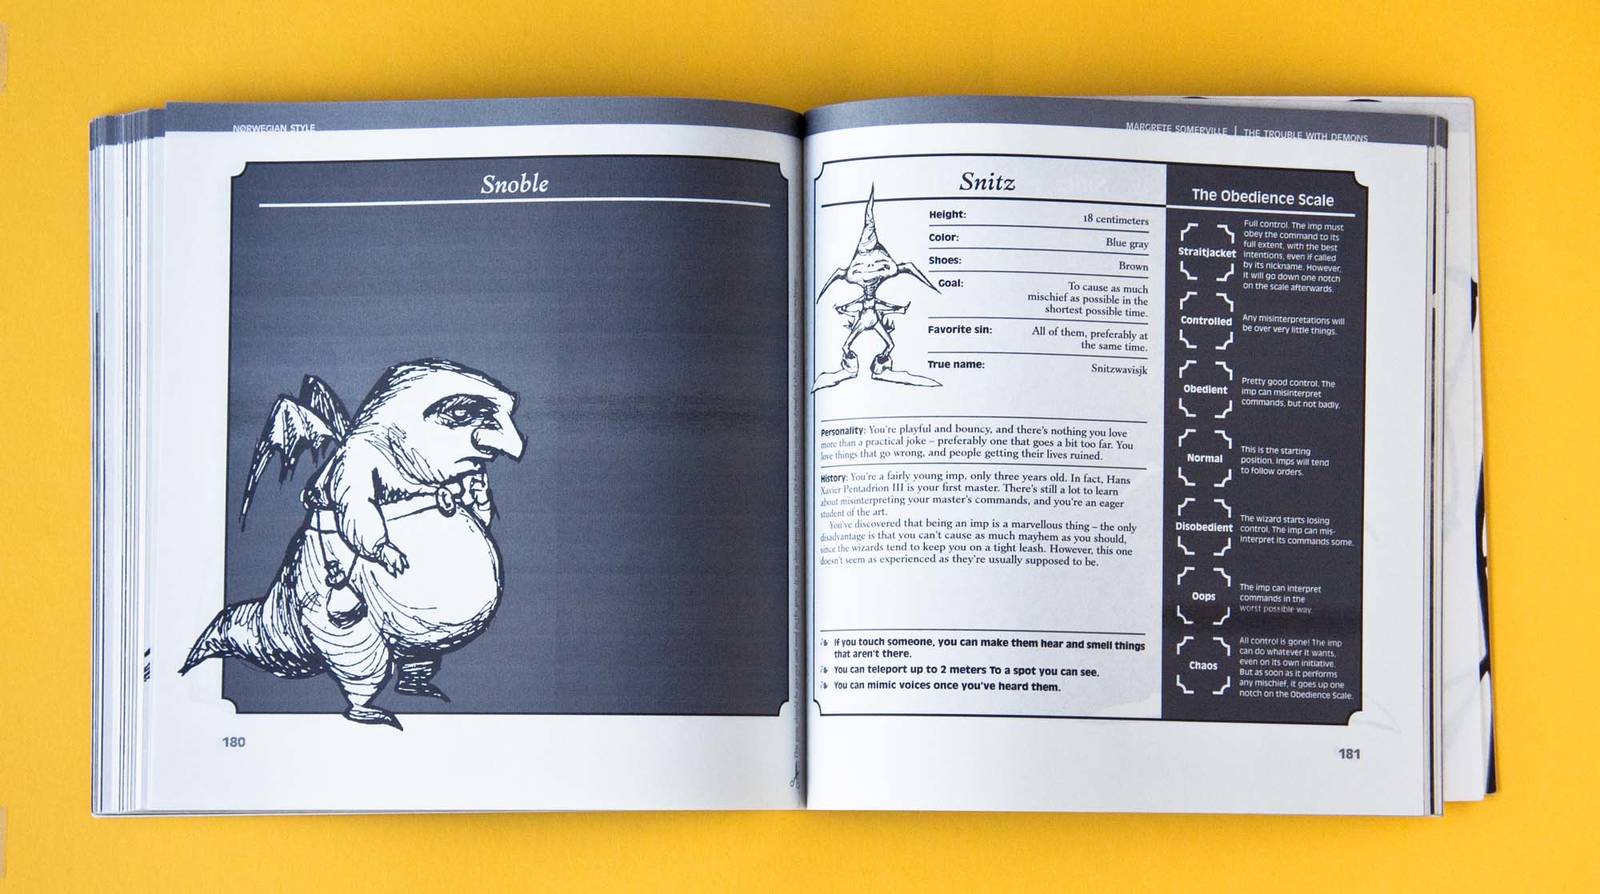 NORWEGIAN STYLE
Snoble
180
MARGRETE SOMERVILLE | THE TROUBLE WITH DEMONS
Snitz
Height: 18 centimeters
Color: Blue gray
Shoes: Brown
Goal: To cause as much
mischief as possible in the
shortest possible time.
Favorite sin: All of them, preferably at
the same time.
True name: Snitzwavisjk
Personality: You're playful and bouncy, and there's nothing you love
more than a practical joke – preferably one that goes a bit too far. You
love things that go wrong, and people getting their lives ruined.
History: You're a fairly young imp, only three years old. In fact, Hans
Xavier Pentadrion III is your first master. There's still a lot to learn
about misinterpreting your master's commands, and you're an eager
student of the art.
You've discovered that being an imp is a marvellous thing – the only
disadvantage is that you can't cause as much mayhem as you should,
since the wizards tend to keep you on a tight leash. However, this one
doesn't seem as experienced as they're usually supposed to be.
If you touch someone, you can make them hear and smell things
that aren't there.
You can teleport up to 2 meters To a spot you can see.
You can mimic voices once you've heard them.
The Obedience Scale
Straitjacket
Full control. The imp must
obey the command to its
full extent, with the best
intentions, even if called
by its nickname. However,
it will go down one notch
on the scale afterwards.
Controlled
Any misinterpretations will
be over very little things.
Obedient
Pretty good control. The
imp can misinterpret
commands, but not badly.
Normal
This is the starting
position. Imps will tend
to follow orders.
Disobedient
The wizard starts losing
control. The imp can mis-
interpret its commands some.
Oops
The imp can interpret
commands in the
worst possible way.
Chaos
All control is gone! The imp
can do whatever it wants,
even on its own initiative.
But as soon as it performs
any mischief, it goes up one
notch on the Obedience Scale.
181